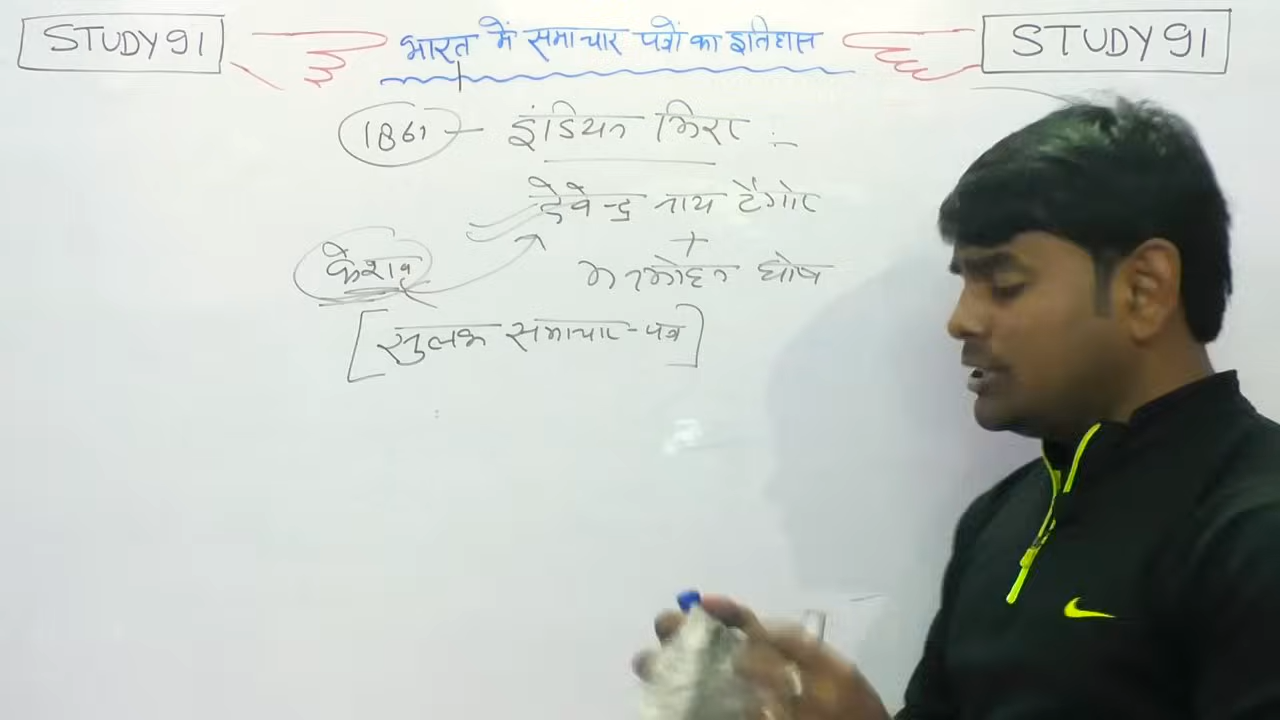 STUDY91 भारत में समाचार पत्रों का इतिहास STUDY91
1861 - इंडियन मिरर :-
देवेन्द्र नाथ टैगोर
+
केशव मनमोहन घोष
[सुलभ समाचार-पत्र]